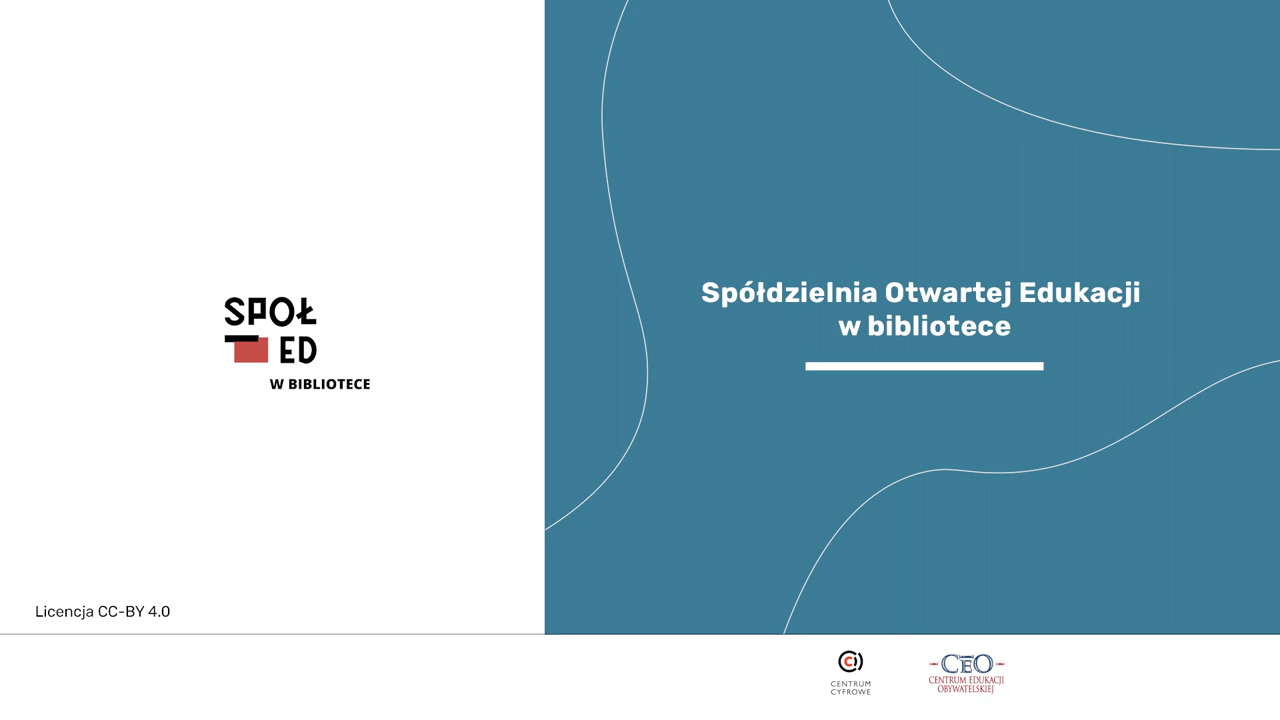 SPOŁ
ED
W BIBLIOTECE
Spółdzielnia Otwartej Edukacji
w bibliotece
Licencja CC-BY 4.0
CENTRUM
CYFROWE
CEO
CENTRUM EDUKACJI
OBYWATELSKIEJ